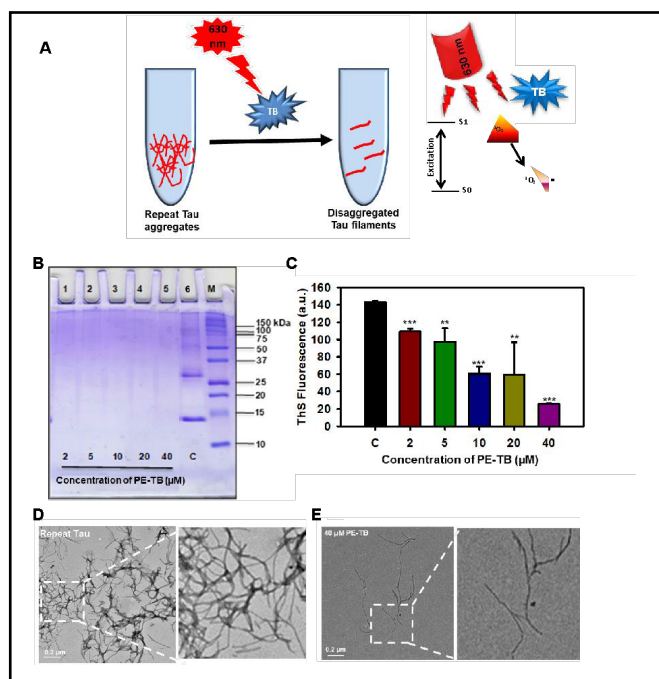 A
630
nm
TB
Repeat Tau
aggregates
Disaggregated
Tau filaments
630 nm
TB
S1
Excitation
S0
³O₂
¹O₂
B
1 2 3 4 5 6 M
150 kDa
100
75
50
37
25
20
15
10
2 5 10 20 40 C
Concentration of PE-TB (µM)
C
ThS Fluorescence (a.u.)
160
140
120
100
80
60
40
20
0
***
**
***
**
***
C 2 5 10 20 40
Concentration of PE-TB (µM)
D
Repeat Tau
0.2 µm
E
40 µM PE-TB
0.2 µm